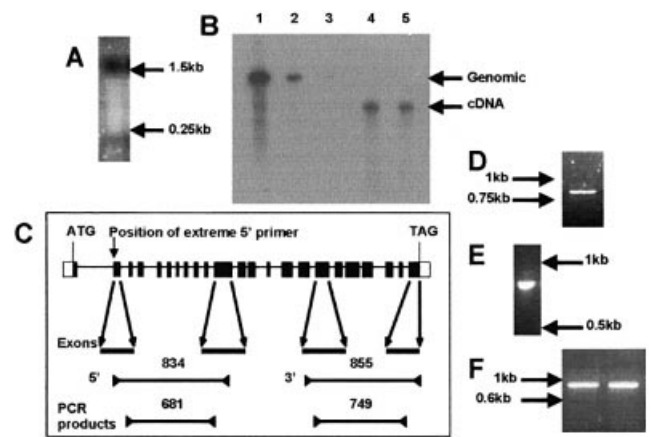 A
1.5kb
0.25kb
B
1 2 3 4 5
Genomic
cDNA
C
ATG
Position of extreme 5' primer
TAG
Exons
834
855
5'
3'
PCR
products
681
749
D
1kb
0.75kb
E
1kb
0.5kb
F
1kb
0.6kb